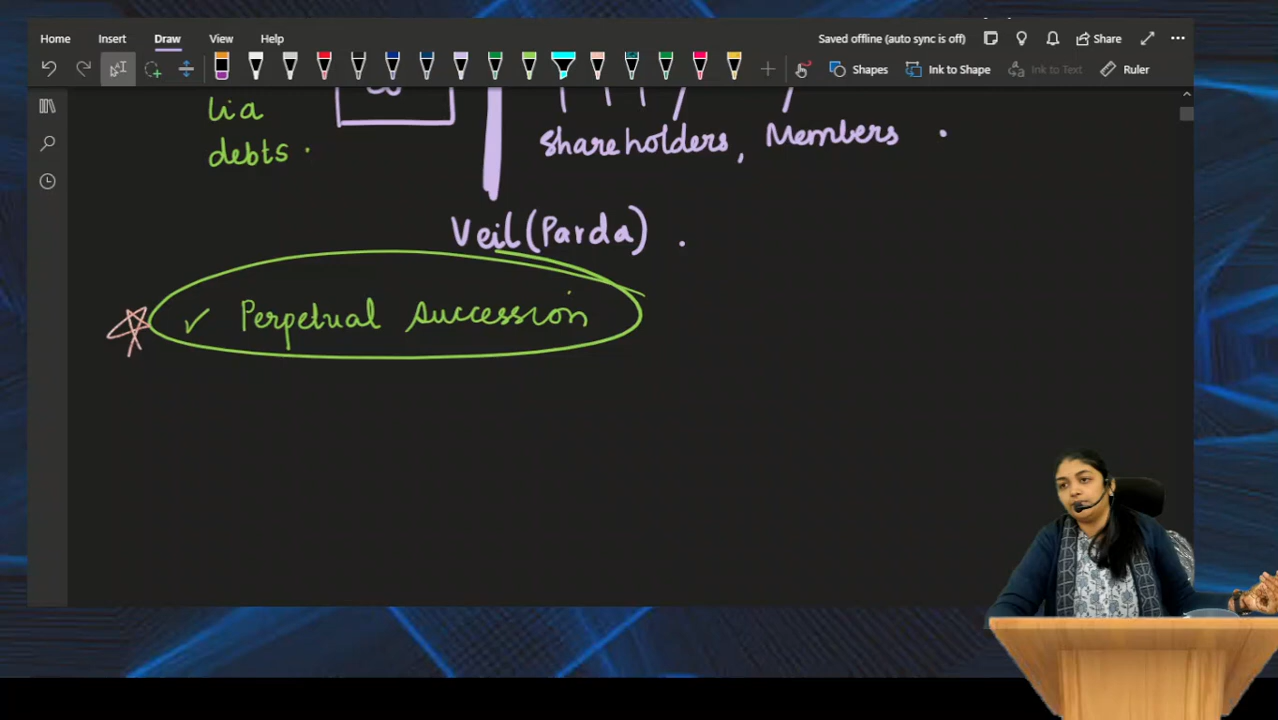 Home Insert Draw View Help Saved offline (auto sync is off) Share
Shapes Ink to Shape Ink to Text Ruler
lia
debts .
Shareholders, Members .
Veil (Parda) .
✓ Perpetual Succession